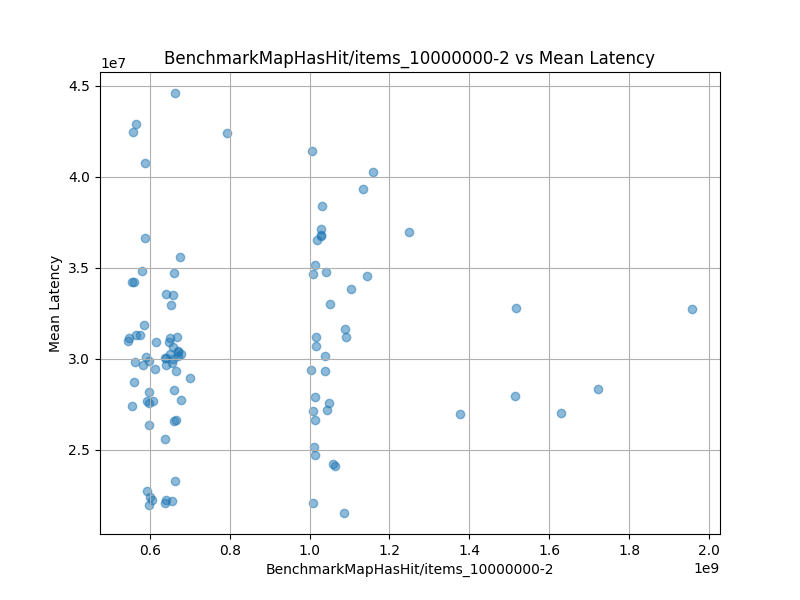 BenchmarkMapHasHit/items_10000000-2 vs Mean Latency
1e7
4.5
4.0
3.5
3.0
2.5
Mean Latency
0.6 0.8 1.0 1.2 1.4 1.6 1.8 2.0
BenchmarkMapHasHit/items_10000000-2
1e9